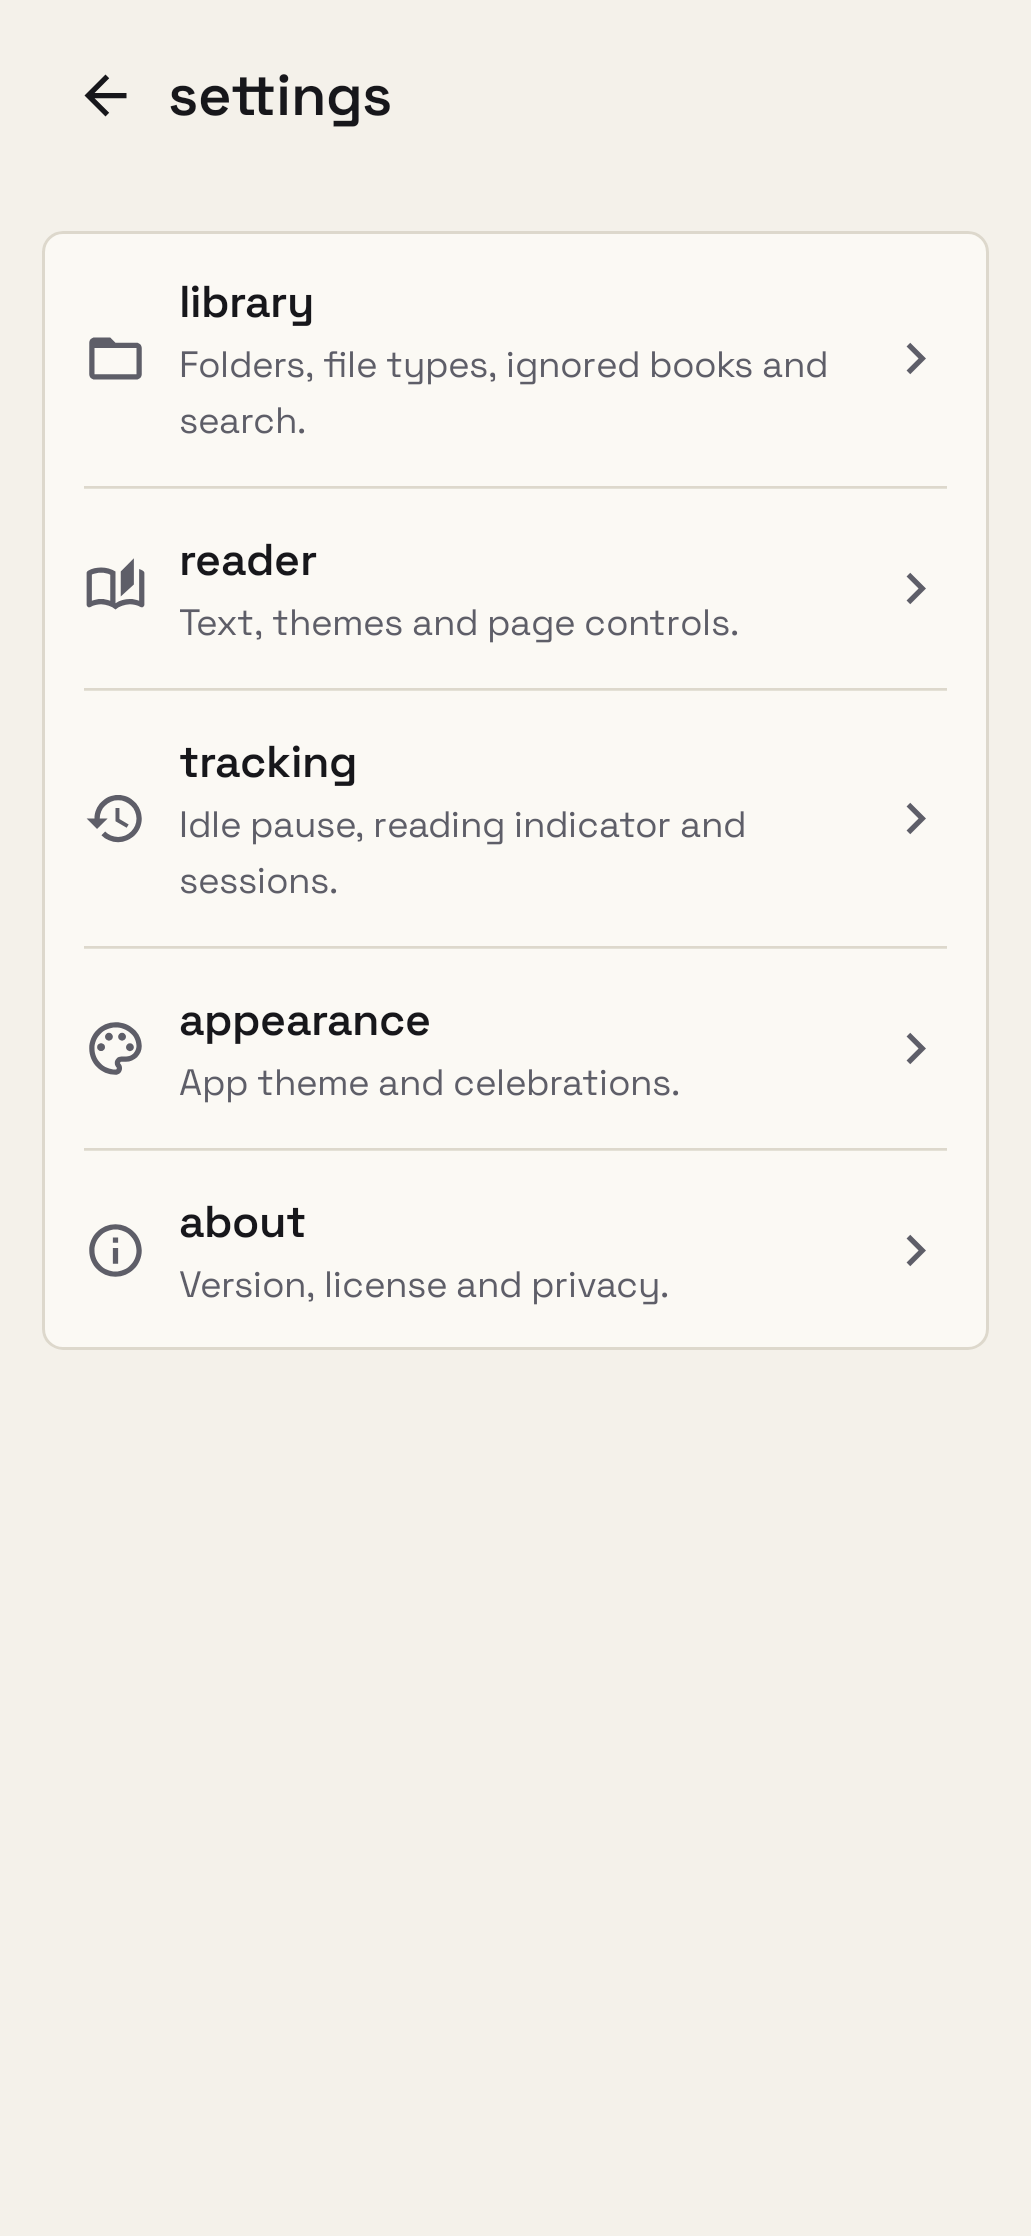 settings
library
Folders, file types, ignored books and
search.
reader
Text, themes and page controls.
tracking
Idle pause, reading indicator and
sessions.
appearance
App theme and celebrations.
about
Version, license and privacy.